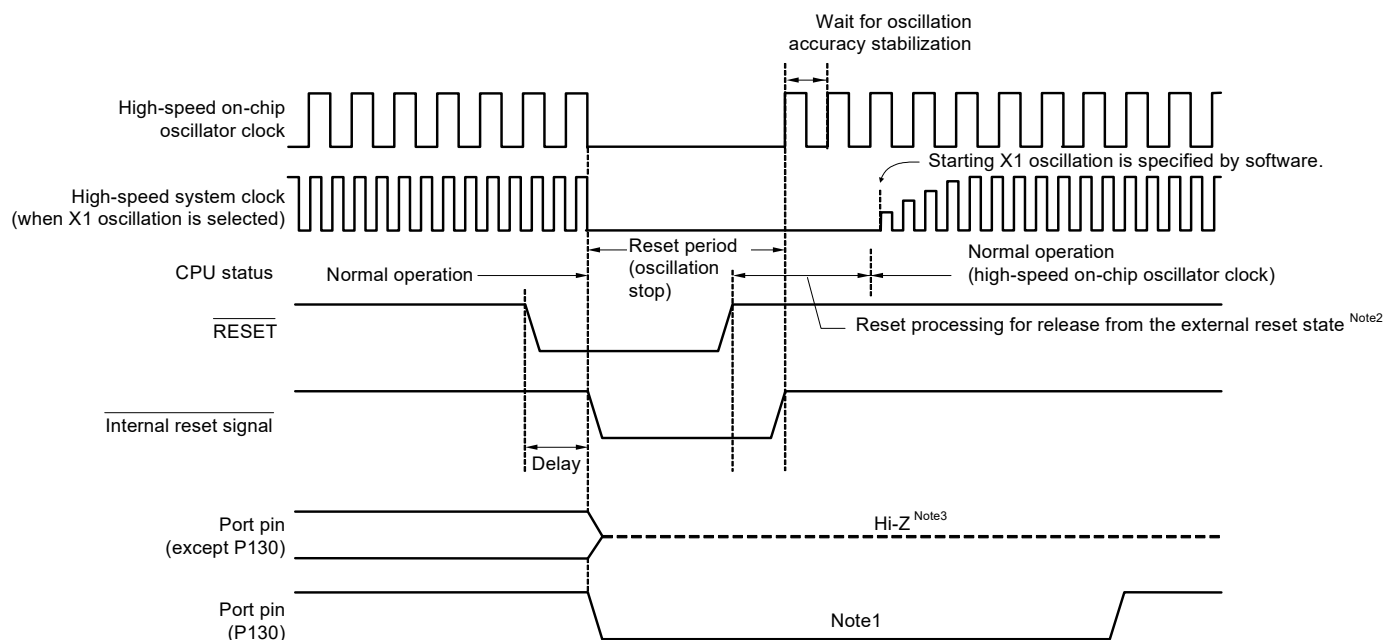 Wait for oscillation
accuracy stabilization
High-speed on-chip
oscillator clock
Starting X1 oscillation is specified by software.
High-speed system clock
(when X1 oscillation is selected)
Reset period
(oscillation
stop)
Normal operation
(high-speed on-chip oscillator clock)
CPU status
Normal operation
RESET
Reset processing for release from the external reset state Note2
Internal reset signal
Delay
Port pin
(except P130)
Hi-Z Note3
Port pin
(P130)
Note1